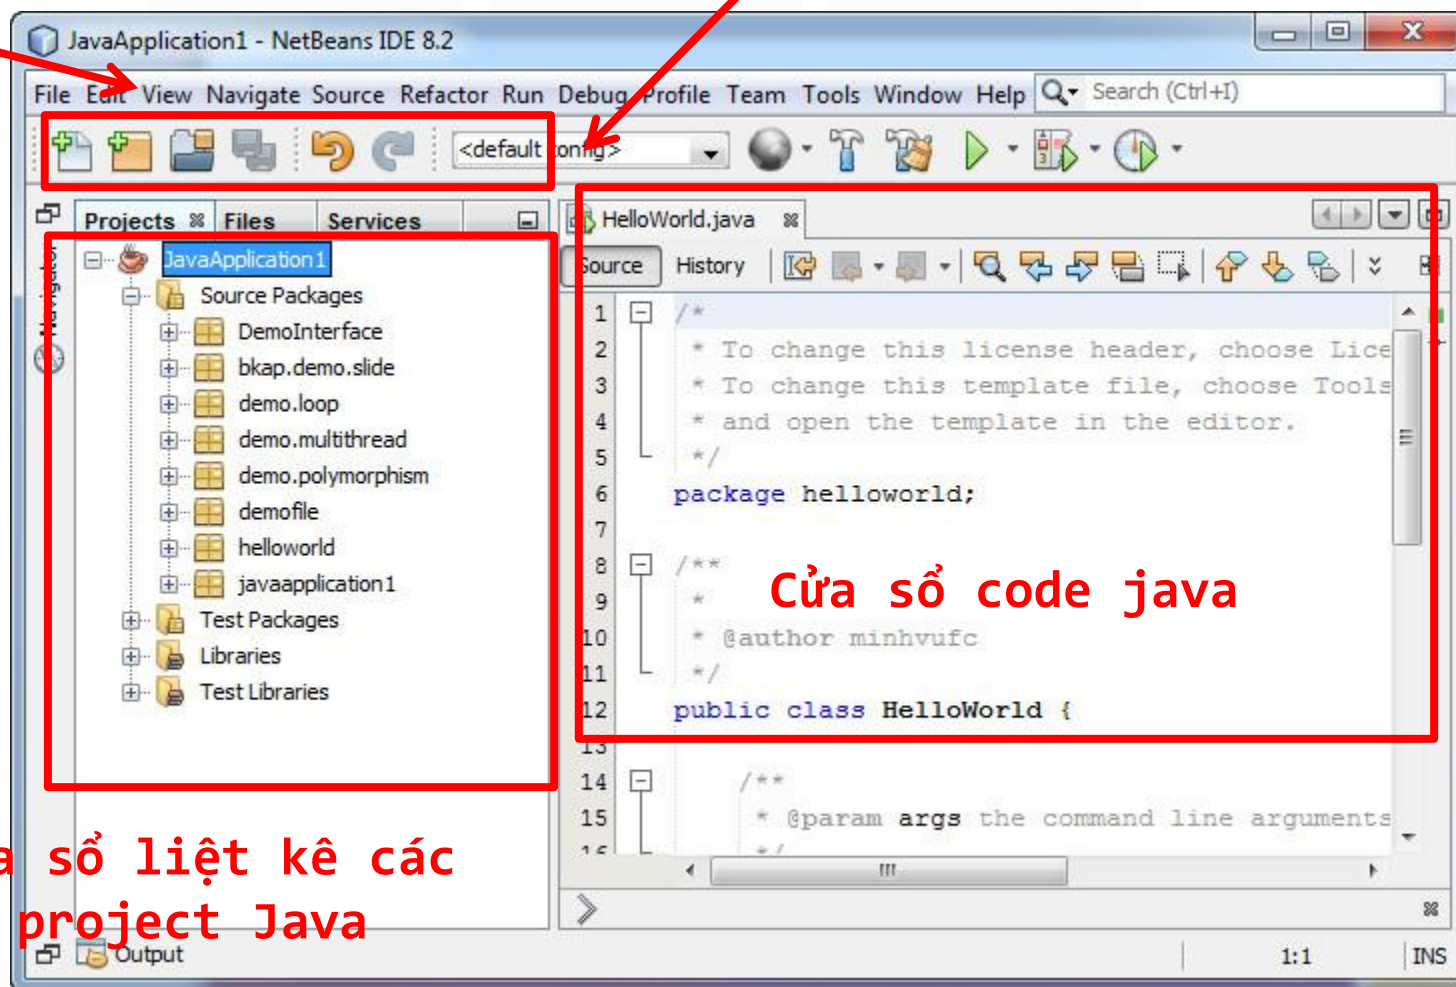 JavaApplication1 - NetBeans IDE 8.2
File Edit View Navigate Source Refactor Run Debug Profile Team Tools Window Help Search (Ctrl+I)
<default config>
Projects Files Services
HelloWorld.java
Navigator
Source History
JavaApplication1
Source Packages
DemoInterface
bkap.demo.slide
demo.loop
demo.multithread
demo.polymorphism
demofile
helloworld
javaapplication1
Test Packages
Libraries
Test Libraries
1 /*
2 * To change this license header, choose Lice
3 * To change this template file, choose Tools
4 * and open the template in the editor.
5 */
6 package helloworld;
7
8 /**
9 *
10 * @author minhvufc
11 */
12 public class HelloWorld {
13
14 /**
15 * @param args the command line arguments
16 */
Cửa sổ code java
sổ liệt kê các
project Java
Output
1:1 INS